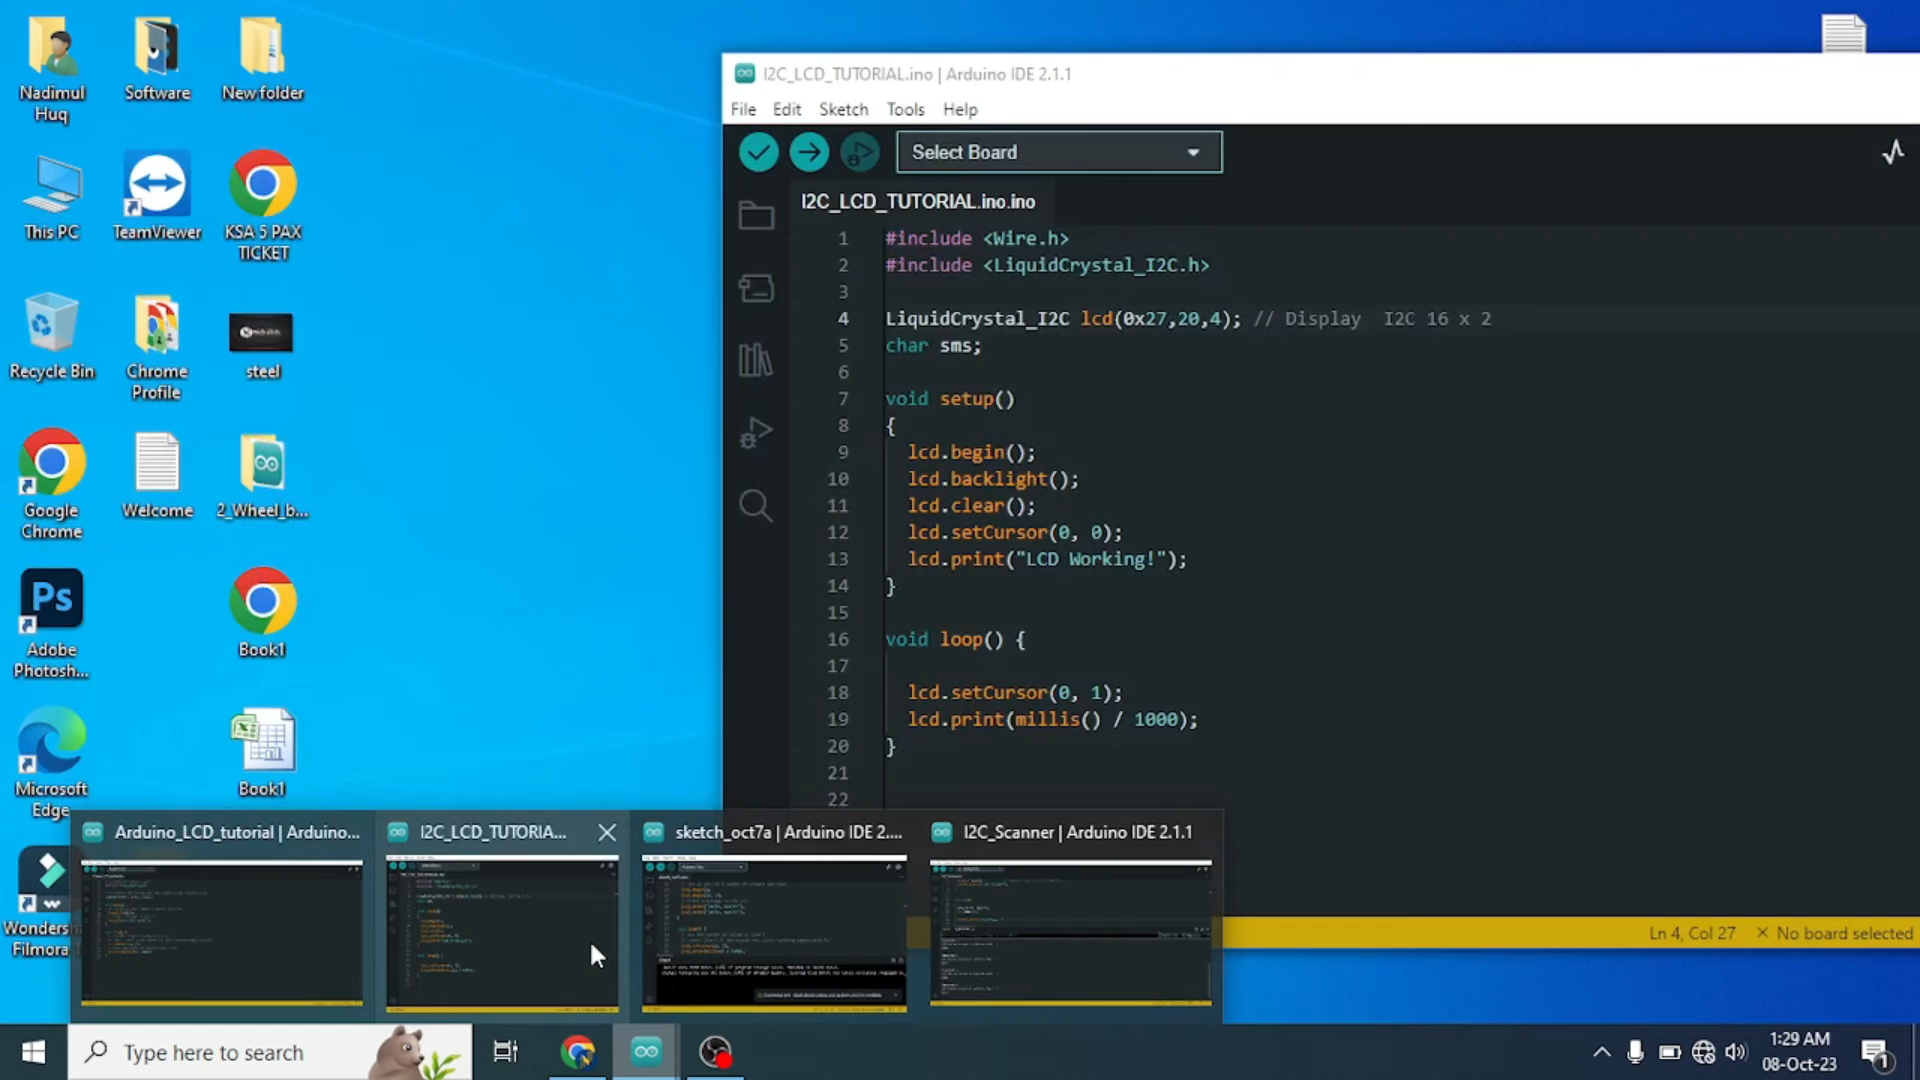 Nadimul
Huq
Software
New folder
This PC
TeamViewer
KSA 5 PAX
TICKET
Recycle Bin
Chrome
Profile
steel
Google
Chrome
Welcome
2_Wheel_b...
Ps
Adobe
Photosh...
Book1
Microsoft
Edge
Book1
Wondersh
Filmora
I2C_LCD_TUTORIAL.ino | Arduino IDE 2.1.1
File Edit Sketch Tools Help
Select Board
I2C_LCD_TUTORIAL.ino.ino
1 #include <Wire.h>
2 #include <LiquidCrystal_I2C.h>
3
4 LiquidCrystal_I2C lcd(0x27,20,4); // Display  I2C 16 x 2
5 char sms;
6
7 void setup()
8 {
9 lcd.begin();
10 lcd.backlight();
11 lcd.clear();
12 lcd.setCursor(0, 0);
13 lcd.print("LCD Working!");
14 }
15
16 void loop() {
17
18 lcd.setCursor(0, 1);
19 lcd.print(millis() / 1000);
20 }
21
22
Ln 4, Col 27 × No board selected
Arduino_LCD_tutorial | Arduino...
I2C_LCD_TUTORIA...
sketch_oct7a | Arduino IDE 2....
I2C_Scanner | Arduino IDE 2.1.1
Type here to search
1:29 AM
08-Oct-23
1